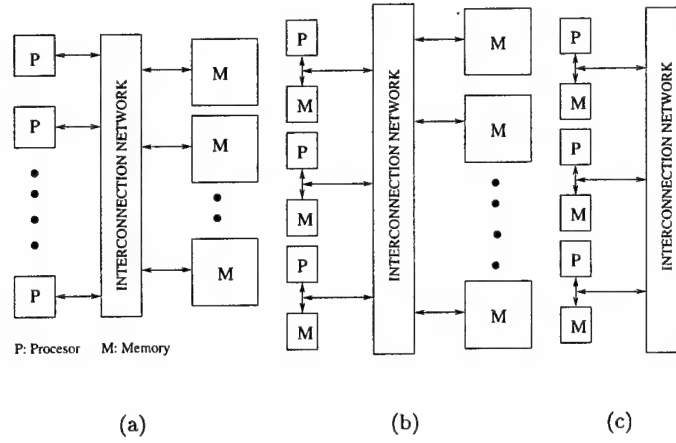 P
P
P
INTERCONNECTION NETWORK
M
M
M
P: Procesor M: Memory
(a)
P
M
P
M
P
M
INTERCONNECTION NETWORK
M
M
M
(b)
P
M
P
M
P
M
INTERCONNECTION NETWORK
(c)